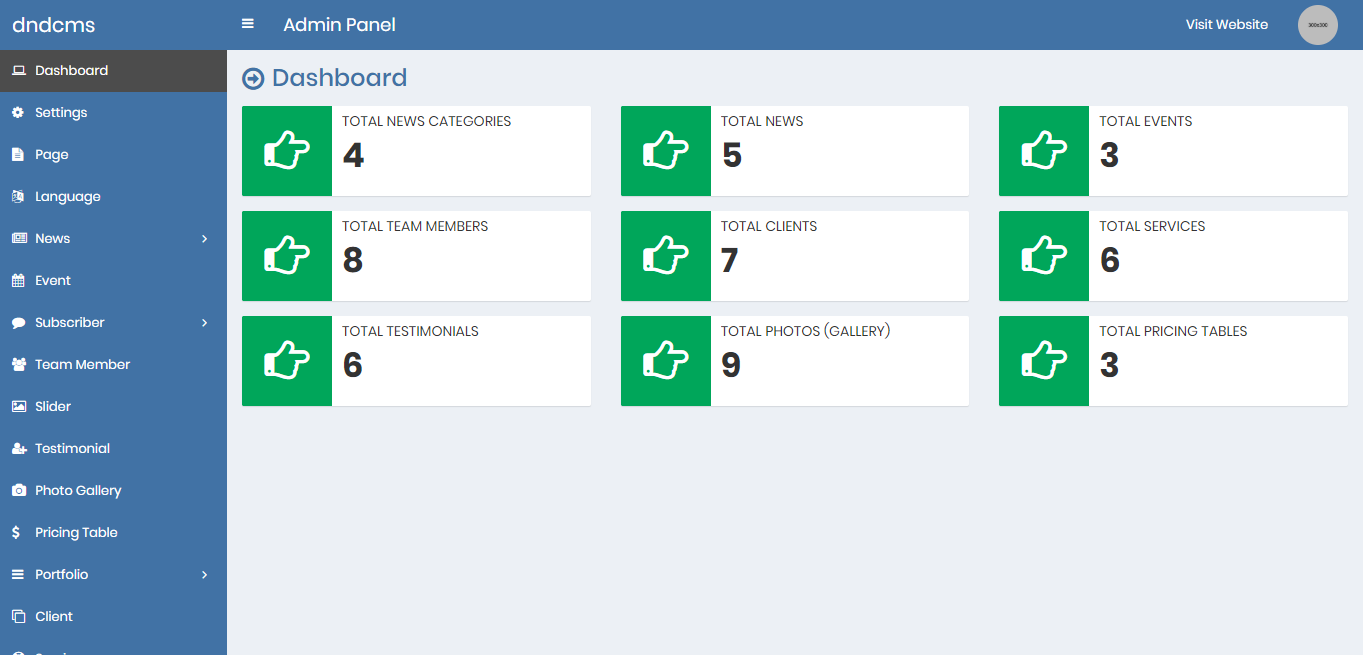 dndcms
Admin Panel
Visit Website
300x300
Dashboard
Settings
Page
Language
News
Event
Subscriber
Team Member
Slider
Testimonial
Photo Gallery
Pricing Table
Portfolio
Client
Dashboard
TOTAL NEWS CATEGORIES
4
TOTAL NEWS
5
TOTAL EVENTS
3
TOTAL TEAM MEMBERS
8
TOTAL CLIENTS
7
TOTAL SERVICES
6
TOTAL TESTIMONIALS
6
TOTAL PHOTOS (GALLERY)
9
TOTAL PRICING TABLES
3